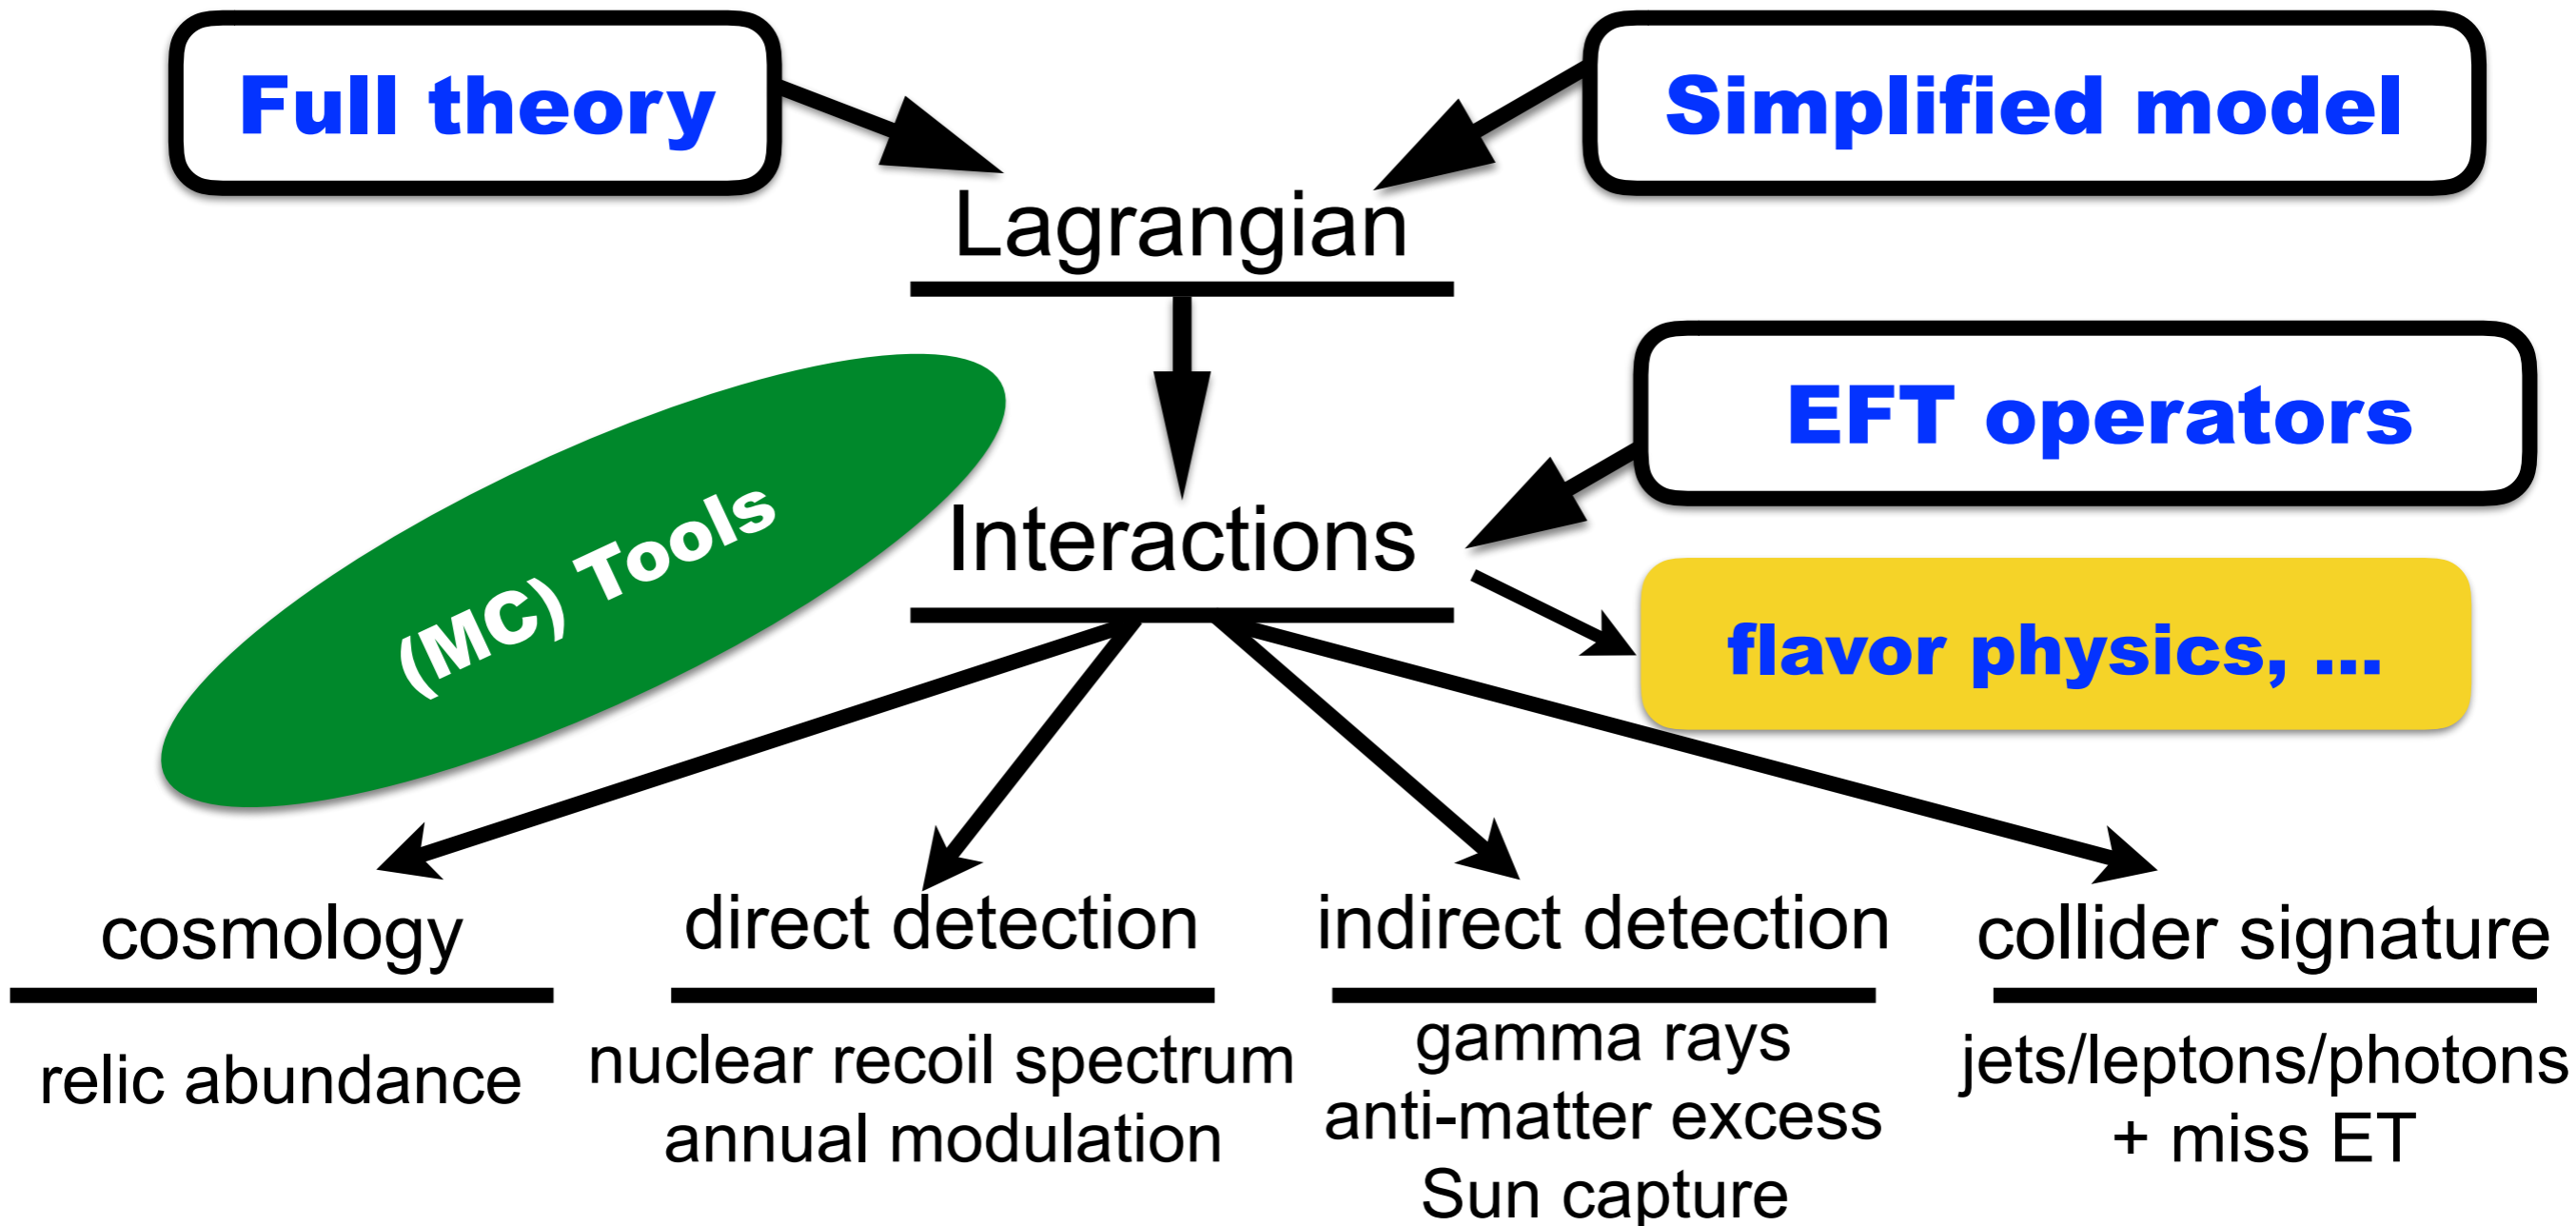 Full theory
Simplified model
Lagrangian
EFT operators
(MC) Tools
Interactions
flavor physics, ...
cosmology
direct detection
indirect detection
collider signature
relic abundance
nuclear recoil spectrum
annual modulation
gamma rays
anti-matter excess
Sun capture
jets/leptons/photons
+ miss ET